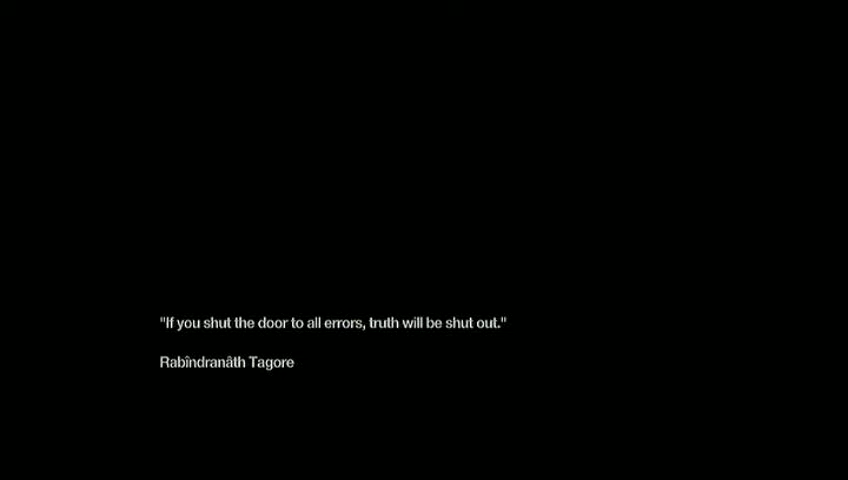 "If you shut the door to all errors, truth will be shut out."
Rabîndranâth Tagore